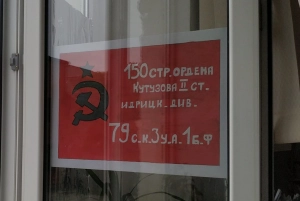 150 СТР. ОРДЕНА
КУТУЗОВА II СТ.
ИДРИЦК. ДИВ.
79 С.К. 3 У.А. 1 Б.Ф